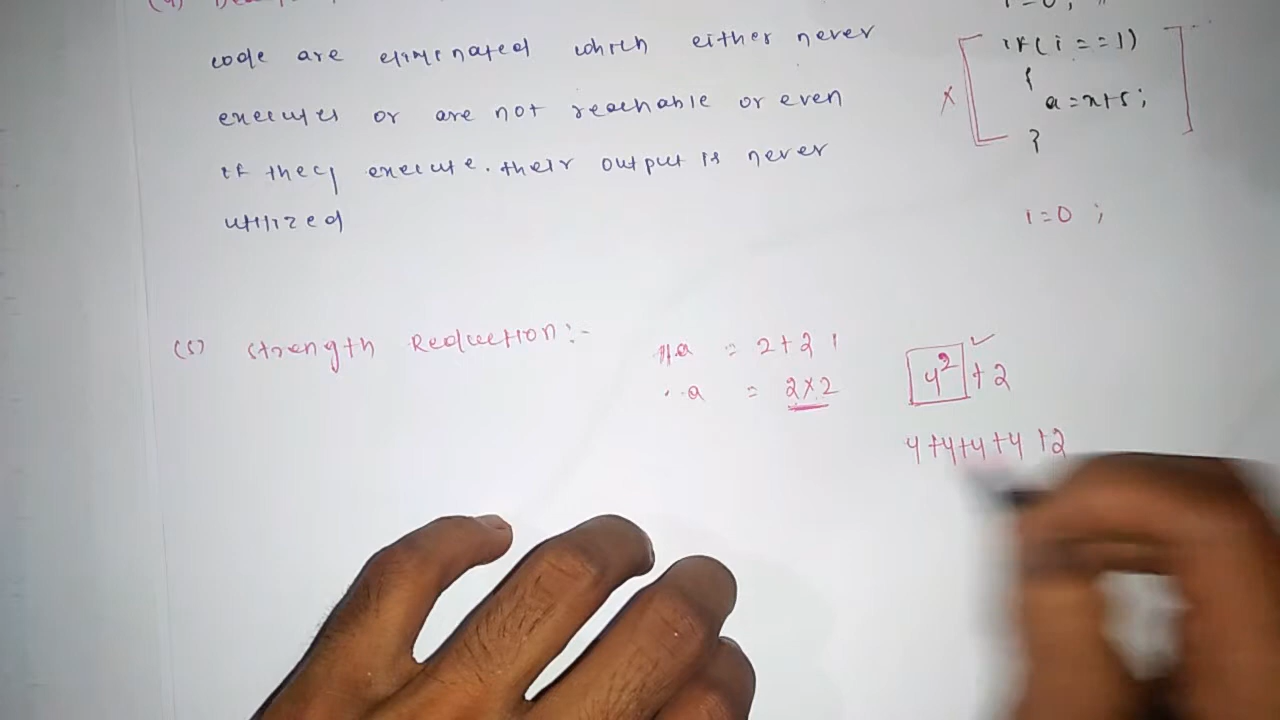 (4)
i=0;
code are eliminated which either never
executes or are not reachable or even
if they execute. their output is never
utilized
if(i==1)
{
a=x+5;
}
i=0 ;
(5) Strength Reduction:-
a = 2+2
a = 2×2
4² + 2
4+4+4+4+2